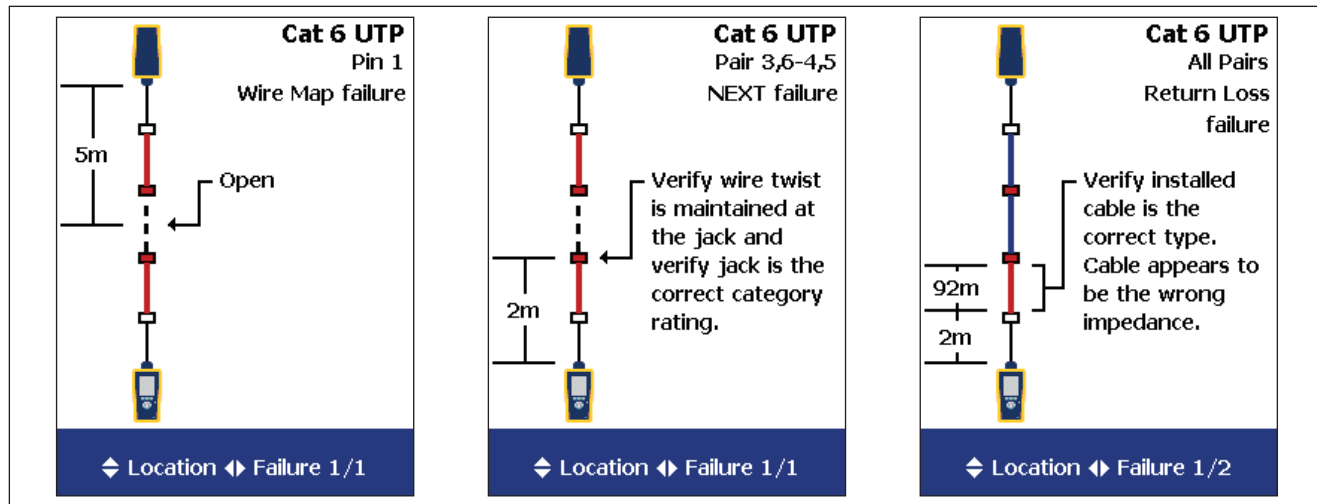 Cat 6 UTP
Pin 1
Wire Map failure
5m
Open
Location Failure 1/1
Cat 6 UTP
Pair 3,6-4,5
NEXT failure
Verify wire twist
is maintained at
the jack and
verify jack is the
correct category
rating.
2m
Location Failure 1/1
Cat 6 UTP
All Pairs
Return Loss
failure
Verify installed
cable is the
correct type.
Cable appears to
be the wrong
impedance.
92m
2m
Location Failure 1/2